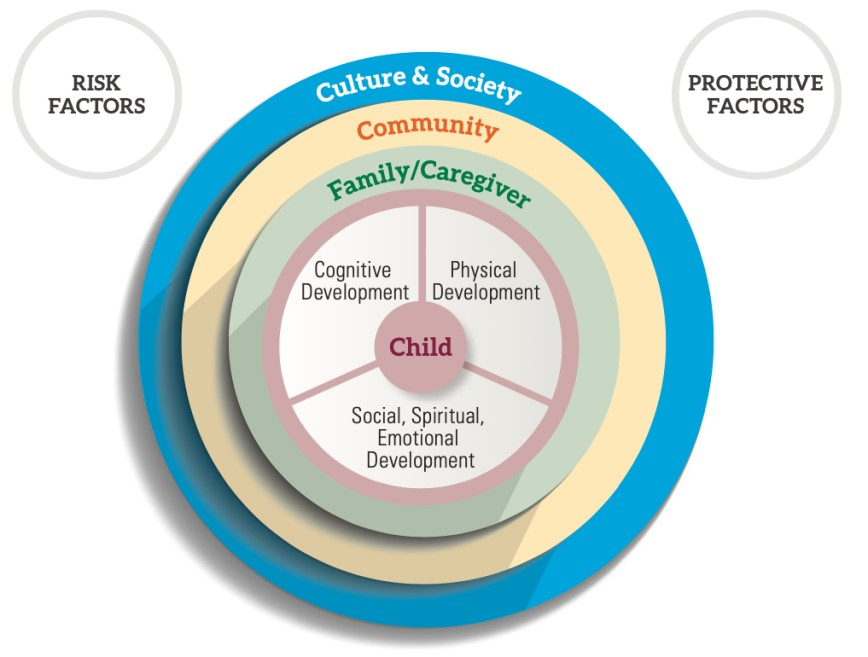 RISK
FACTORS
PROTECTIVE
FACTORS
Culture & Society
Community
Family/Caregiver
Cognitive
Development
Physical
Development
Child
Social, Spiritual,
Emotional
Development